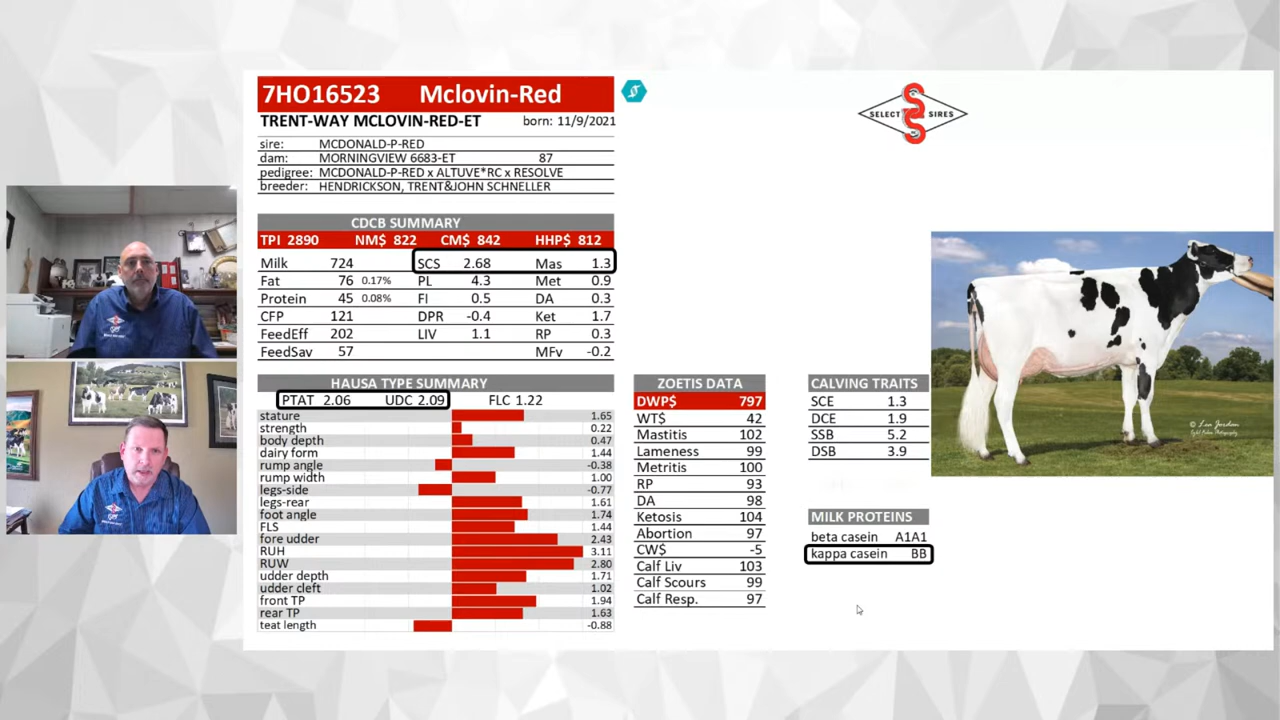 7HO16523 Mclovin-Red
TRENT-WAY MCLOVIN-RED-ET born: 11/9/2021
sire: MCDONALD-P-RED
dam: MORNINGVIEW 6683-ET 87
pedigree: MCDONALD-P-RED x ALTUVE*RC x RESOLVE
breeder: HENDRICKSON, TRENT&JOHN SCHNELLER
SELECT SIRES
CDCB SUMMARY
TPI 2890 NM$ 822 CM$ 842 HHP$ 812
Milk 724 SCS 2.68 Mas 1.3
Fat 76 0.17% PL 4.3 Met 0.9
Protein 45 0.08% FI 0.5 DA 0.3
CFP 121 DPR -0.4 Ket 1.7
FeedEff 202 LIV 1.1 RP 0.3
FeedSav 57 MFv -0.2
HAUSA TYPE SUMMARY
PTAT 2.06 UDC 2.09 FLC 1.22
stature 1.65
strength 0.22
body depth 0.47
dairy form 1.44
rump angle -0.38
rump width 1.00
legs-side -0.77
legs-rear 1.61
foot angle 1.74
FLS 1.44
fore udder 2.43
RUH 3.11
RUW 2.80
udder depth 1.71
udder cleft 1.02
front TP 1.94
rear TP 1.63
teat length -0.88
ZOETIS DATA
DWP$ 797
WT$ 42
Mastitis 102
Lameness 99
Metritis 100
RP 93
DA 98
Ketosis 104
Abortion 97
CW$ -5
Calf Liv 103
Calf Scours 99
Calf Resp. 97
CALVING TRAITS
SCE 1.3
DCE 1.9
SSB 5.2
DSB 3.9
MILK PROTEINS
beta casein A1A1
kappa casein BB